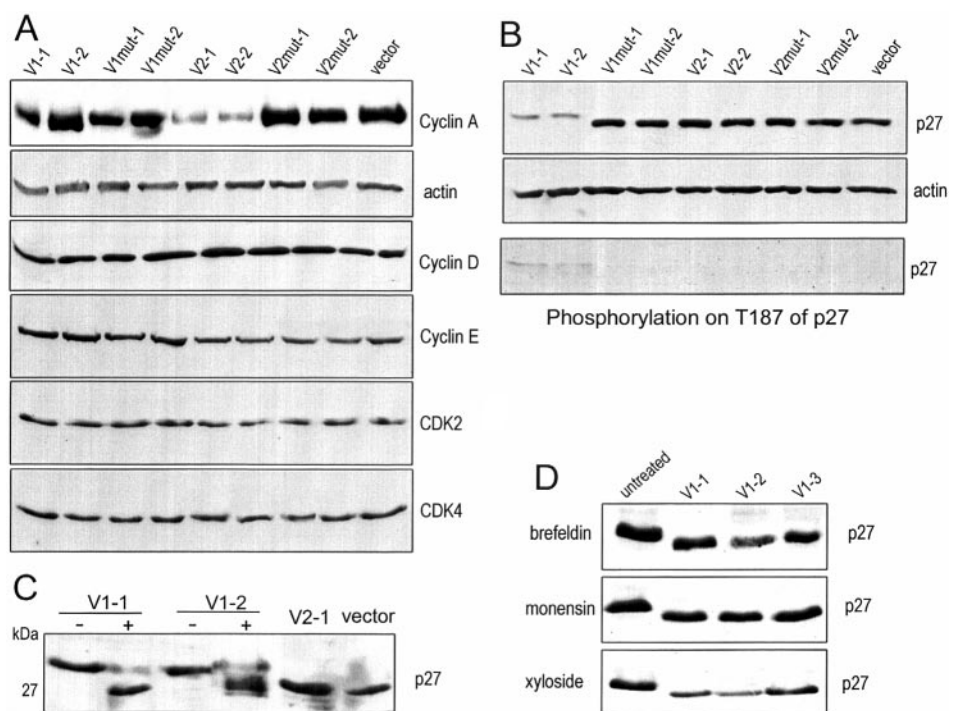 A
V1-1 V1-2 V1mut-1 V1mut-2 V2-1 V2-2 V2mut-1 V2mut-2 vector
Cyclin A
actin
Cyclin D
Cyclin E
CDK2
CDK4
B
V1-1 V1-2 V1mut-1 V1mut-2 V2-1 V2-2 V2mut-1 V2mut-2 vector
p27
actin
p27
Phosphorylation on T187 of p27
C
V1-1 V1-2 V2-1 vector
kDa - + - +
27 p27
D
untreated V1-1 V1-2 V1-3
brefeldin p27
monensin p27
xyloside p27